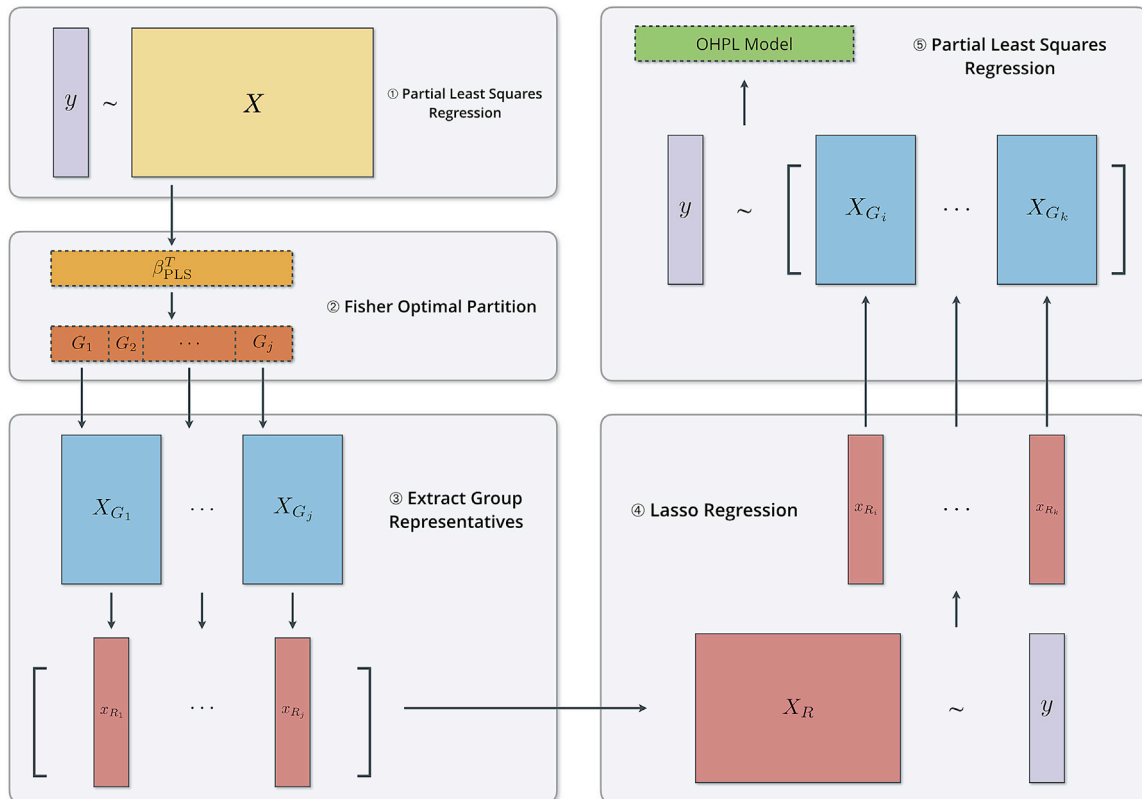 y
~
X
① Partial Least Squares
Regression
β^T_PLS
② Fisher Optimal Partition
G_1 G_2 ··· G_j
X_{G_1} ··· X_{G_j}
③ Extract Group
Representatives
x_{R_1} ··· x_{R_j}
OHPL Model
⑤ Partial Least Squares
Regression
y ~ [ X_{G_i} ··· X_{G_k} ]
④ Lasso Regression
x_{R_i} ··· x_{R_k}
X_R ~ y